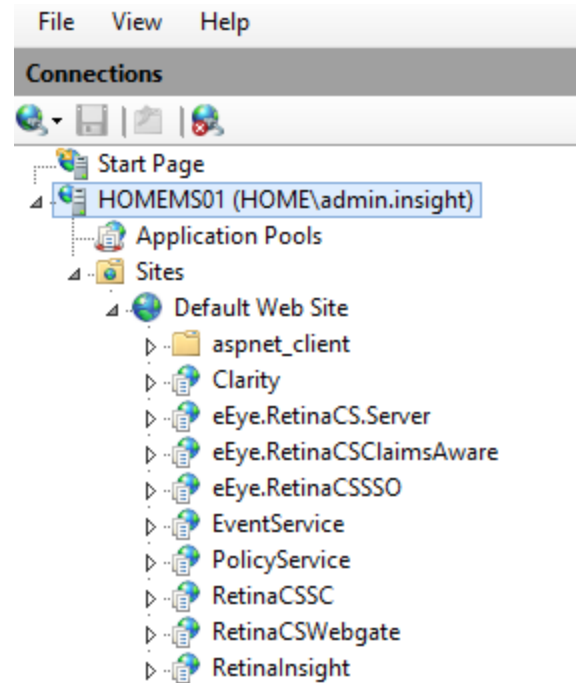 File View Help
Connections
Start Page
HOMEMS01 (HOME\admin.insight)
Application Pools
Sites
Default Web Site
aspnet_client
Clarity
eEye.RetinaCS.Server
eEye.RetinaCSClaimsAware
eEye.RetinaCSSSO
EventService
PolicyService
RetinaCSSC
RetinaCSWebgate
RetinaInsight